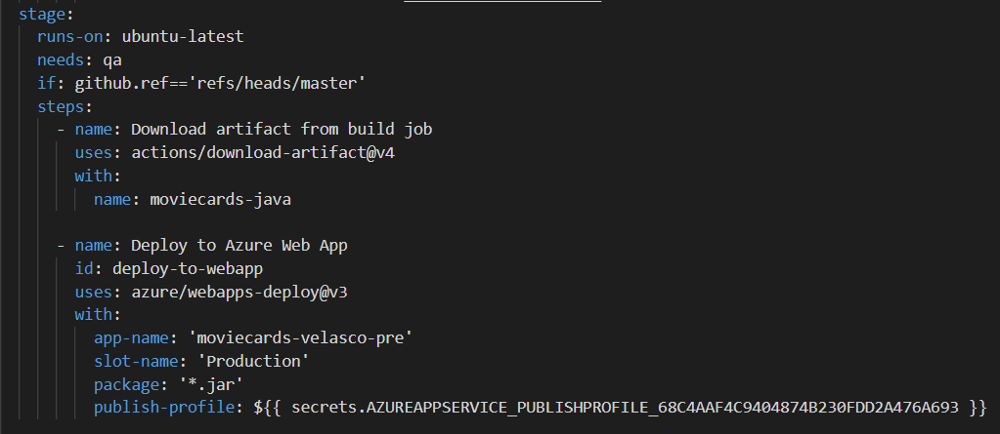 stage:
  runs-on: ubuntu-latest
  needs: qa
  if: github.ref=='refs/heads/master'
  steps:
    - name: Download artifact from build job
      uses: actions/download-artifact@v4
      with:
        name: moviecards-java
    - name: Deploy to Azure Web App
      id: deploy-to-webapp
      uses: azure/webapps-deploy@v3
      with:
        app-name: 'moviecards-velasco-pre'
        slot-name: 'Production'
        package: '*.jar'
        publish-profile: ${{ secrets.AZUREAPPSERVICE_PUBLISHPROFILE_68C4AAF4C9404874B230FDD2A476A693 }}